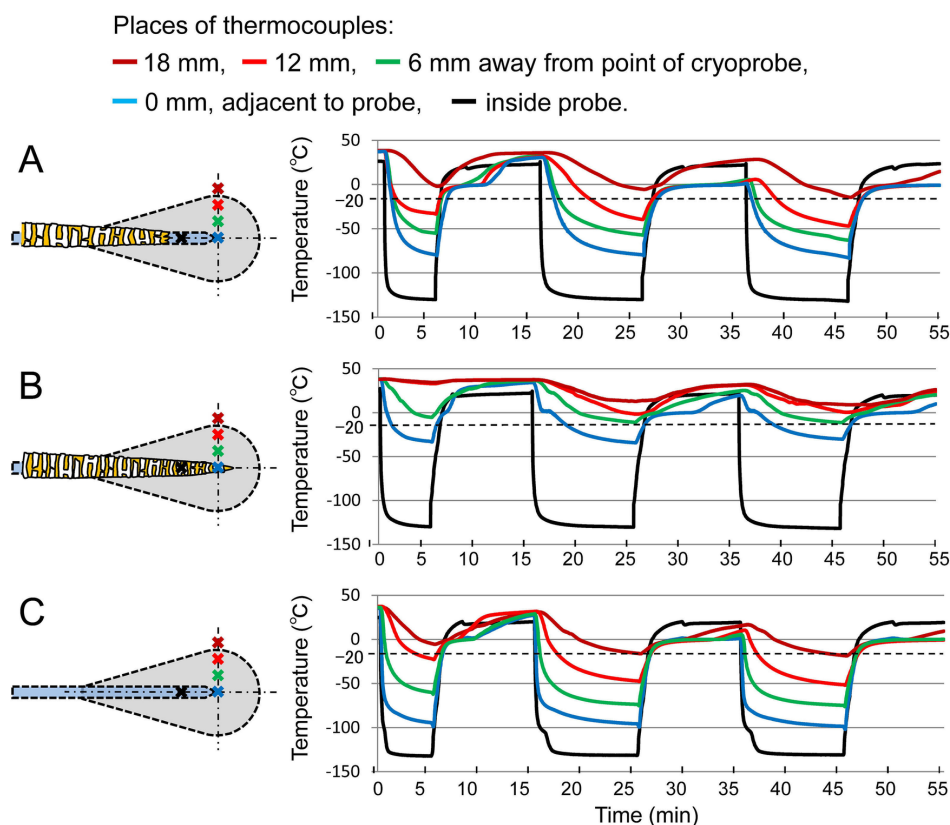 Places of thermocouples:
18 mm, 12 mm, 6 mm away from point of cryoprobe,
0 mm, adjacent to probe, inside probe.
A
Temperature (°C)
50
0
−20
-50
-100
-150
0 5 10 15 20 25 30 35 40 45 50 55
B
Temperature (°C)
50
0
−20
-50
-100
-150
0 5 10 15 20 25 30 35 40 45 50 55
C
Temperature (°C)
50
0
−20
-50
-100
-150
0 5 10 15 20 25 30 35 40 45 50 55
Time (min)